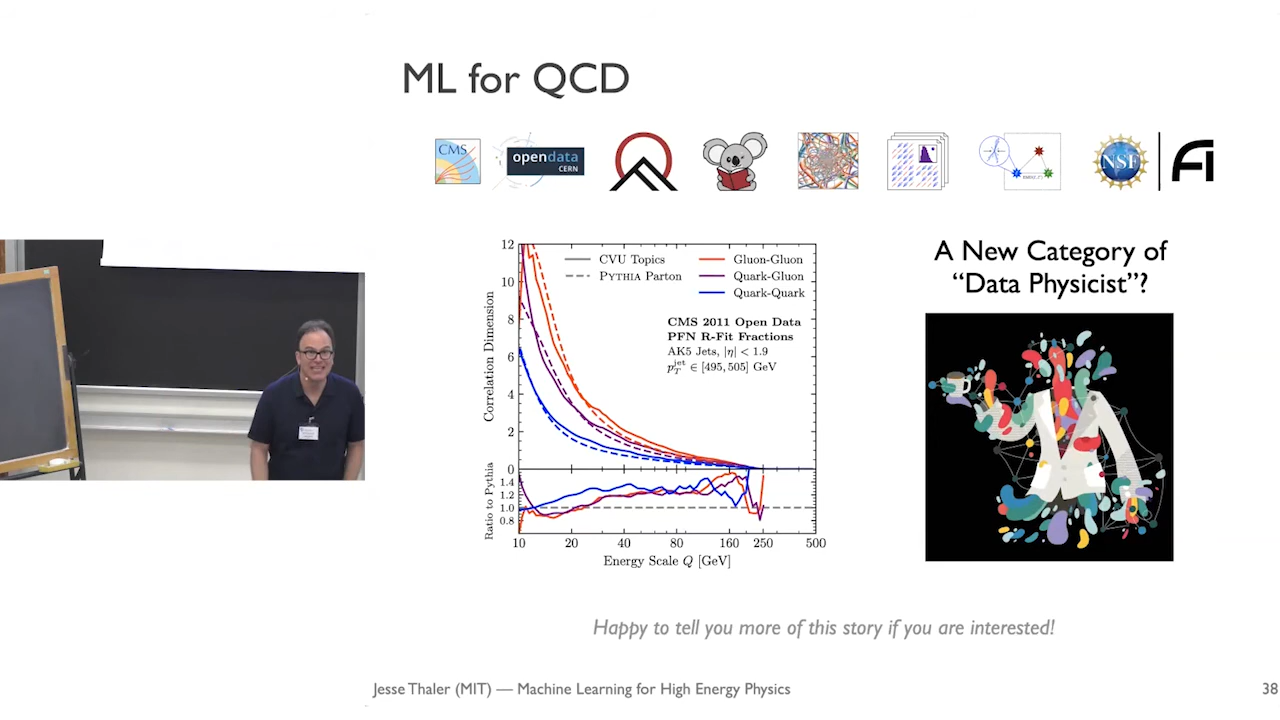 ML for QCD
CMS
opendata
CERN
NSF
A New Category of
“Data Physicist”?
Correlation Dimension
12
10
8
6
4
2
0
CVU Topics
PYTHIA Parton
Gluon-Gluon
Quark-Gluon
Quark-Quark
CMS 2011 Open Data
PFN R-Fit Fractions
AK5 Jets, |η| < 1.9
p_T^jet ∈ [495, 505] GeV
Ratio to Pythia
1.4
1.2
1.0
0.8
10 20 40 80 160 250 500
Energy Scale Q [GeV]
Happy to tell you more of this story if you are interested!
Jesse Thaler (MIT) — Machine Learning for High Energy Physics
38